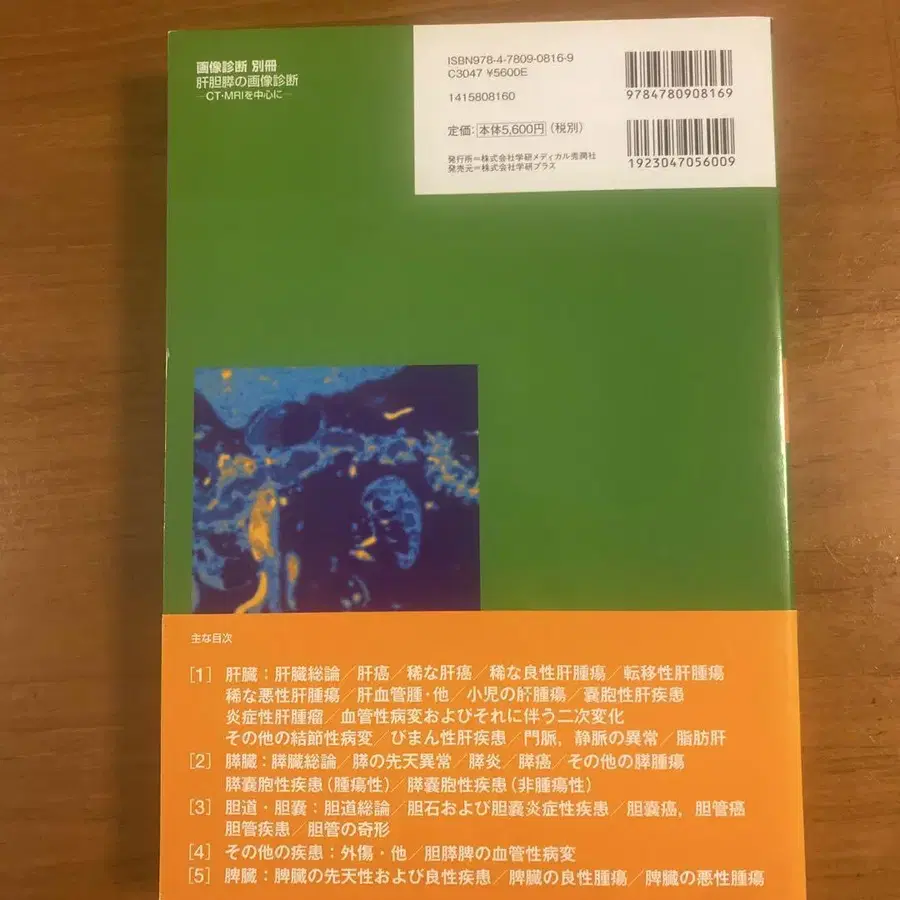 画像診断 別冊
肝胆膵の画像診断
―CT・MRIを中心に―
ISBN978-4-7809-0816-9
C3047 ¥5600E
1415808160
定価：本体5,600円（税別）
発行所＝株式会社学研メディカル秀潤社
発売元＝株式会社学研プラス
9784780908169
1923047056009
主な目次
［1］ 肝臓：肝臓総論／肝癌／稀な肝癌／稀な良性肝腫瘍／転移性肝腫瘍
稀な悪性肝腫瘍／肝血管腫・他／小児の肝腫瘍／嚢胞性肝疾患
炎症性肝腫瘤／血管性病変およびそれに伴う二次変化
その他の結節性病変／びまん性肝疾患／門脈，静脈の異常／脂肪肝
［2］ 膵臓：膵臓総論／膵の先天異常／膵炎／膵癌／その他の膵腫瘍
膵嚢胞性疾患（腫瘍性）／膵嚢胞性疾患（非腫瘍性）
［3］ 胆道・胆嚢：胆道総論／胆石および胆嚢炎症性疾患／胆嚢癌，胆管癌
胆管疾患／胆管の奇形
［4］ その他の疾患：外傷・他／胆膵脾の血管性病変
［5］ 脾臓：脾臓の先天性および良性疾患／脾臓の良性腫瘍／脾臓の悪性腫瘍